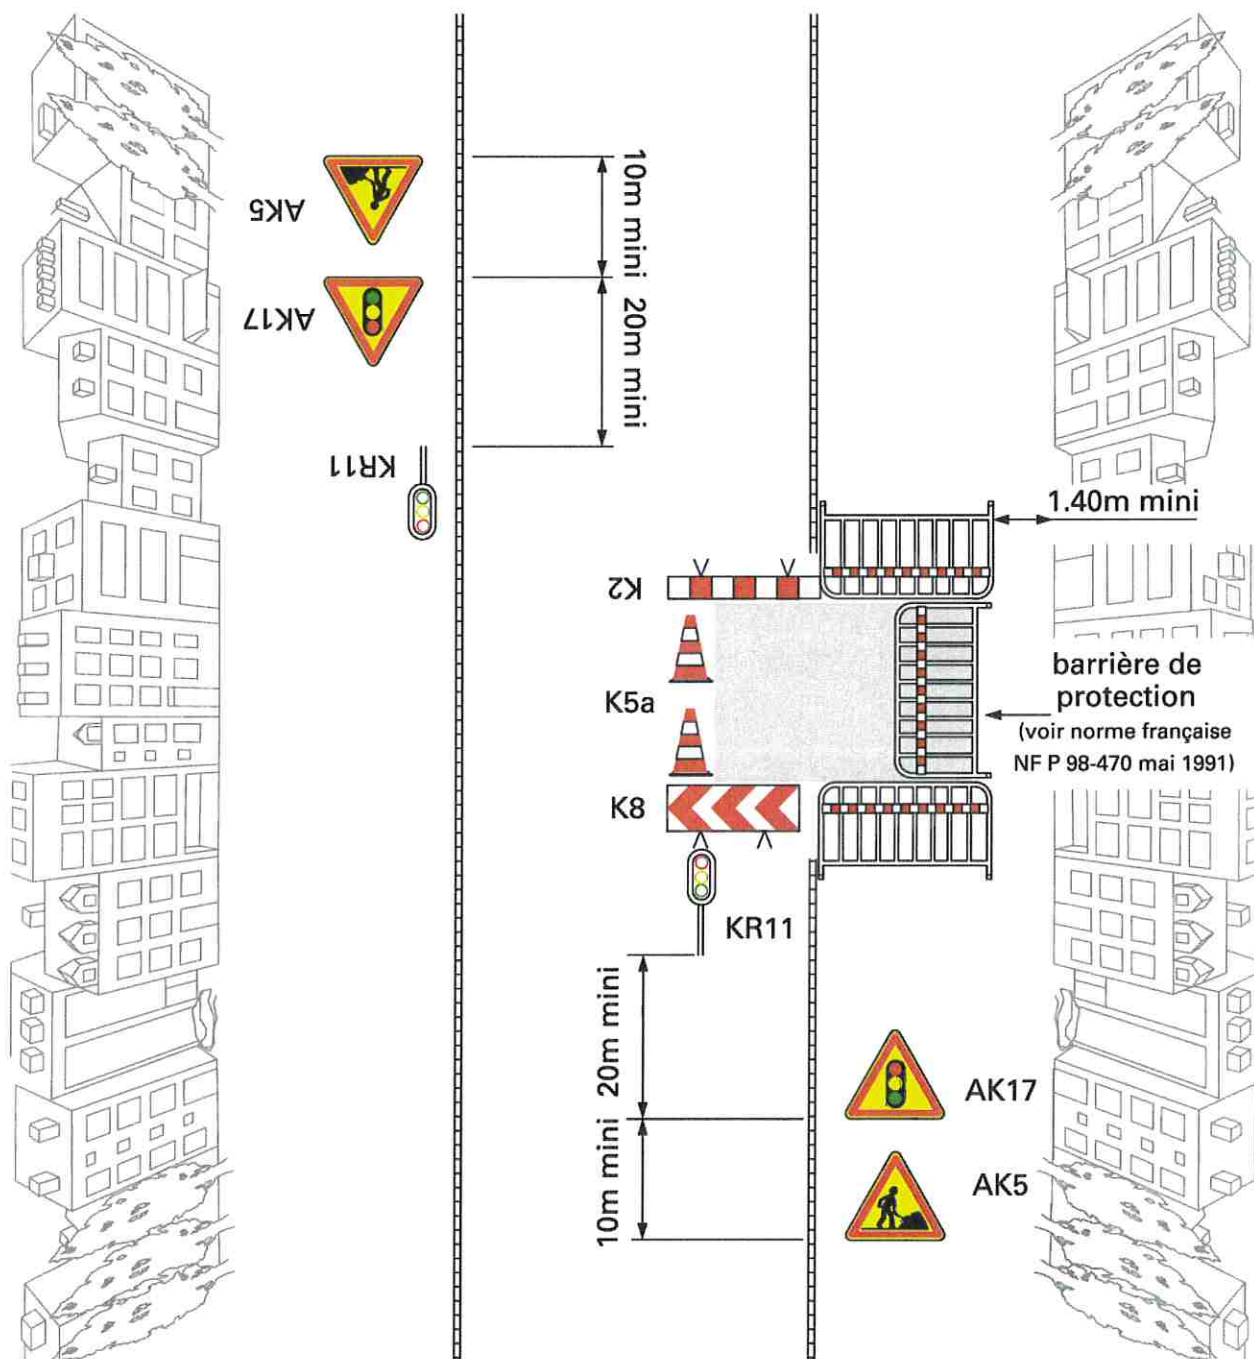 AK5
10m mini
AK17
20m mini
KR11
1.40m mini
K2
barrière de
protection
(voir norme française
NF P 98-470 mai 1991)
K5a
K8
KR11
20m mini
AK17
10m mini
AK5